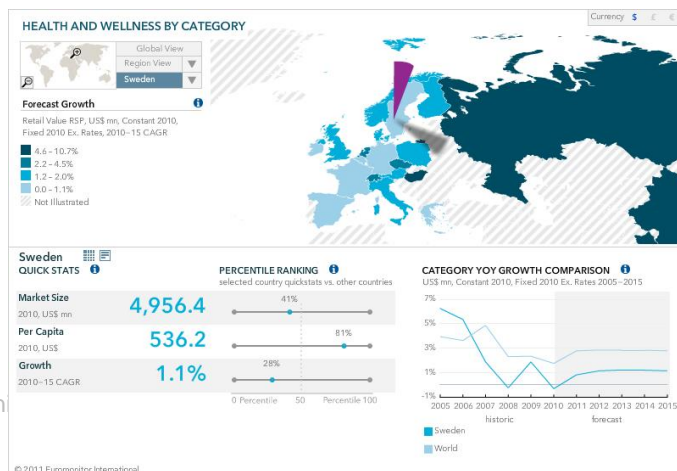 Currency $ £ €
HEALTH AND WELLNESS BY CATEGORY
Global View
Region View
Sweden
Forecast Growth
Retail Value RSP, US$ mn, Constant 2010,
Fixed 2010 Ex. Rates, 2010-15 CAGR
4.6 - 10.7%
2.2 - 4.5%
1.2 - 2.0%
0.0 - 1.1%
Not Illustrated
Sweden
QUICK STATS
Market Size
2010, US$ mn
4,956.4
Per Capita
2010, US$
536.2
Growth
2010-15 CAGR
1.1%
PERCENTILE RANKING
selected country quickstats vs. other countries
41%
81%
28%
0 Percentile 50 Percentile 100
CATEGORY YOY GROWTH COMPARISON
US$ mn, Constant 2010, Fixed 2010 Ex. Rates 2005-2015
7%
5%
3%
1%
-1%
2005 2006 2007 2008 2009 2010 2011 2012 2013 2014 2015
historic forecast
Sweden
World
© 2011 Euromonitor International